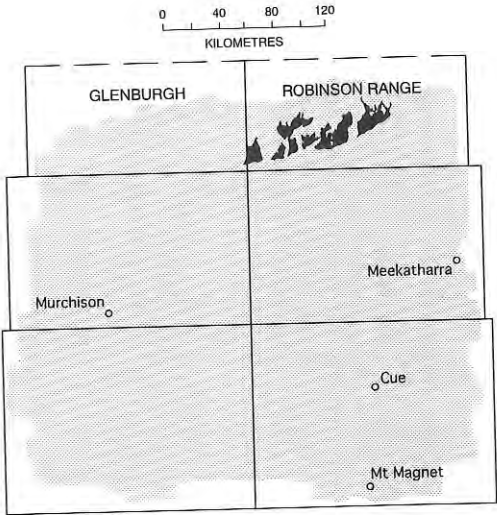 0 40 80 120
KILOMETRES
GLENBURGH
ROBINSON RANGE
Meekatharra
Murchison
Cue
Mt Magnet